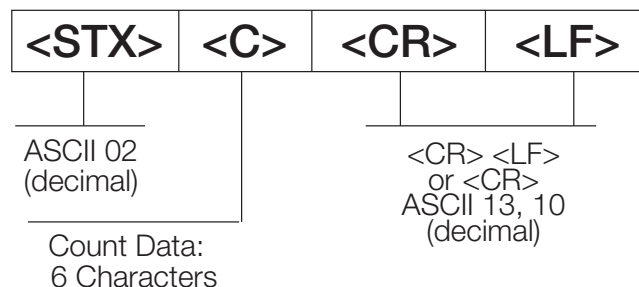 <STX> <C> <CR> <LF>
ASCII 02
(decimal)
<CR> <LF>
or <CR>
ASCII 13, 10
(decimal)
Count Data:
6 Characters